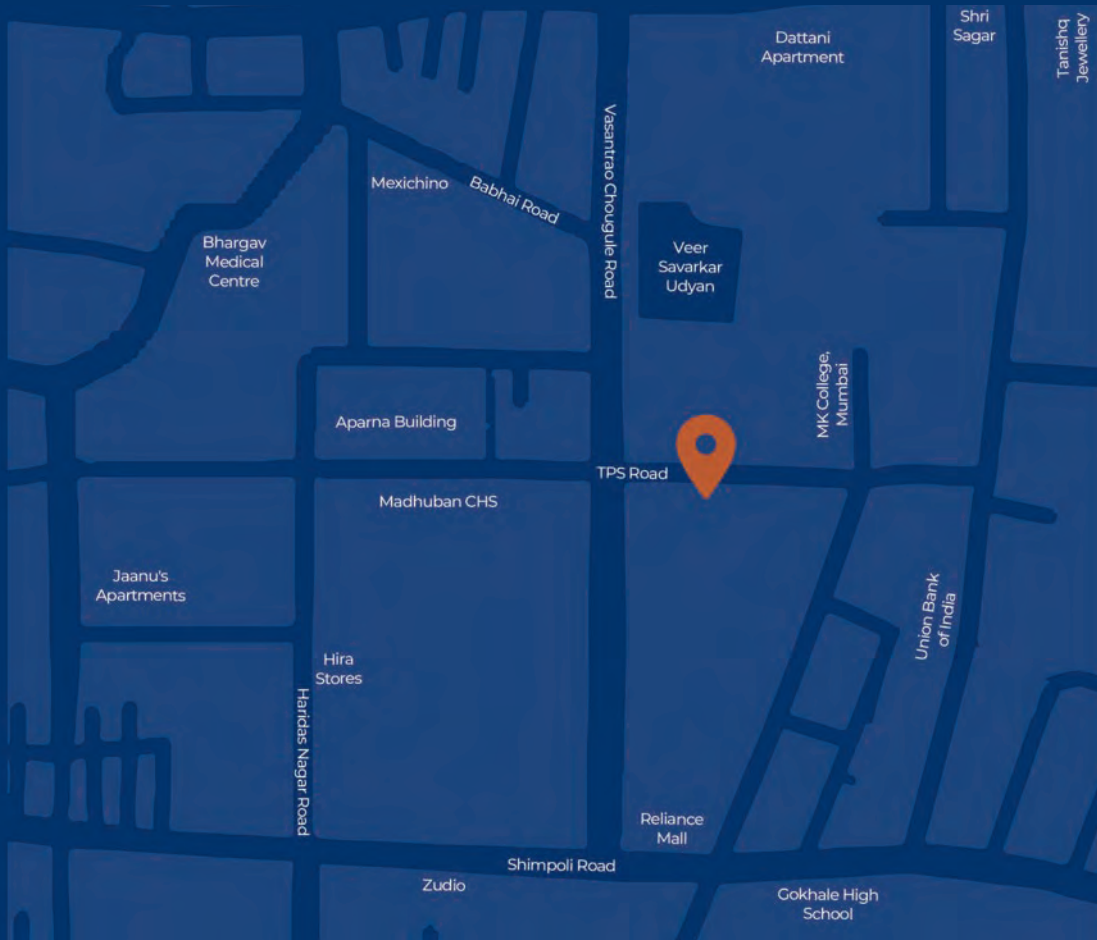 Shri
Sagar
Tanishq
Jewellery
Dattani
Apartment
Vasantrao Chougule Road
Mexichino
Babhai Road
Bhargav
Medical
Centre
Veer
Savarkar
Udyan
MK College,
Mumbai
Aparna Building
TPS Road
Madhuban CHS
Jaanu's
Apartments
Union Bank
of India
Hira
Stores
Haridas Nagar Road
Reliance
Mall
Shimpoli Road
Zudio
Gokhale High
School